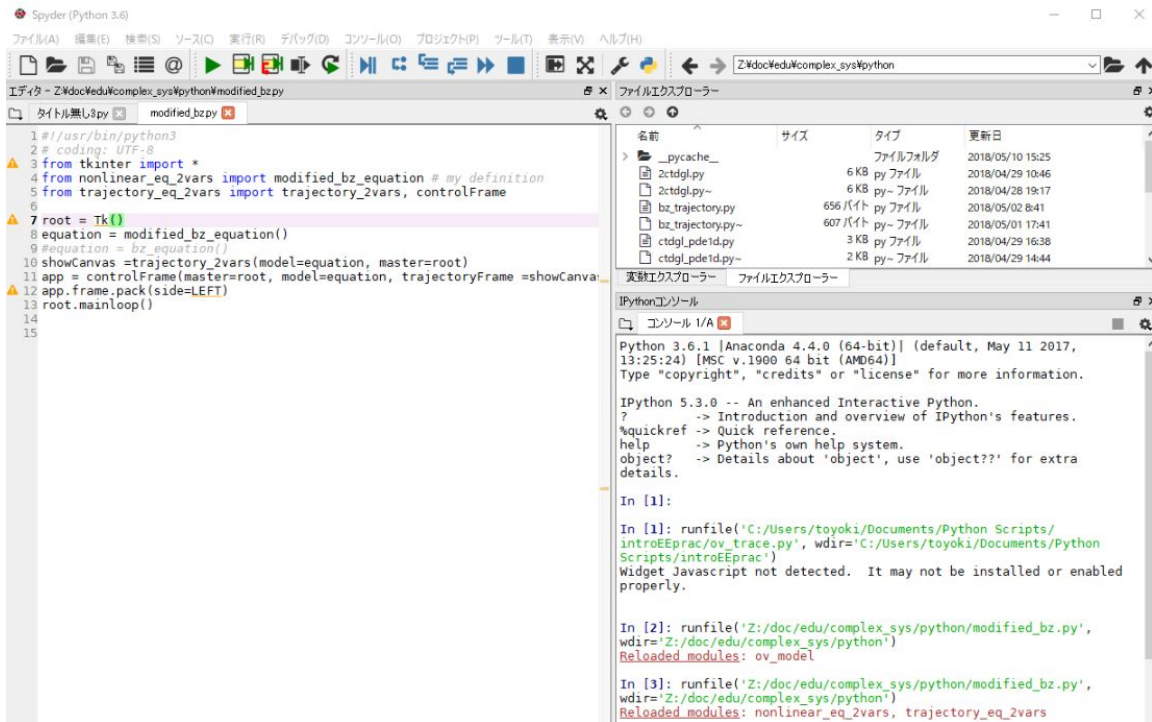 Spyder (Python 3.6)
ファイル(A) 編集(E) 検索(S) ソース(C) 実行(R) デバッグ(D) コンソール(O) プロジェクト(P) ツール(T) 表示(V) ヘルプ(H)
Z:¥doc¥edu¥complex_sys¥python
エディタ - Z:¥doc¥edu¥complex_sys¥python¥modified_bz.py
タイトル無し3.py modified_bz.py
1 #!/usr/bin/python3
2 # coding: UTF-8
3 from tkinter import *
4 from nonlinear_eq_2vars import modified_bz_equation # my definition
5 from trajectory_eq_2vars import trajectory_2vars, controlFrame
6
7 root = Tk()
8 equation = modified_bz_equation()
9 #equation = bz_equation()
10 showCanvas =trajectory_2vars(model=equation, master=root)
11 app = controlFrame(master=root, model=equation, trajectoryFrame =showCanva
12 app.frame.pack(side=LEFT)
13 root.mainloop()
14
15
ファイルエクスプローラー
名前 サイズ タイプ 更新日
__pycache__ ファイルフォルダ 2018/05/10 15:25
2ctdgl.py 6 KB py ファイル 2018/04/29 10:46
2ctdgl.py~ 6 KB py~ ファイル 2018/04/28 19:17
bz_trajectory.py 656 バイト py ファイル 2018/05/02 8:41
bz_trajectory.py~ 607 バイト py~ ファイル 2018/05/01 17:41
ctdgl_pde1d.py 3 KB py ファイル 2018/04/29 16:38
ctdgl_pde1d.py~ 2 KB py~ ファイル 2018/04/29 14:44
変数エクスプローラー ファイルエクスプローラー
IPythonコンソール
コンソール 1/A
Python 3.6.1 |Anaconda 4.4.0 (64-bit)| (default, May 11 2017,
13:25:24) [MSC v.1900 64 bit (AMD64)]
Type "copyright", "credits" or "license" for more information.
IPython 5.3.0 -- An enhanced Interactive Python.
? -> Introduction and overview of IPython's features.
%quickref -> Quick reference.
help -> Python's own help system.
object? -> Details about 'object', use 'object??' for extra
details.
In [1]:
In [1]: runfile('C:/Users/toyoki/Documents/Python Scripts/
introEEprac/ov_trace.py', wdir='C:/Users/toyoki/Documents/Python
Scripts/introEEprac')
Widget Javascript not detected. It may not be installed or enabled
properly.
In [2]: runfile('Z:/doc/edu/complex_sys/python/modified_bz.py',
wdir='Z:/doc/edu/complex_sys/python')
Reloaded modules: ov_model
In [3]: runfile('Z:/doc/edu/complex_sys/python/modified_bz.py',
wdir='Z:/doc/edu/complex_sys/python')
Reloaded modules: nonlinear_eq_2vars, trajectory_eq_2vars